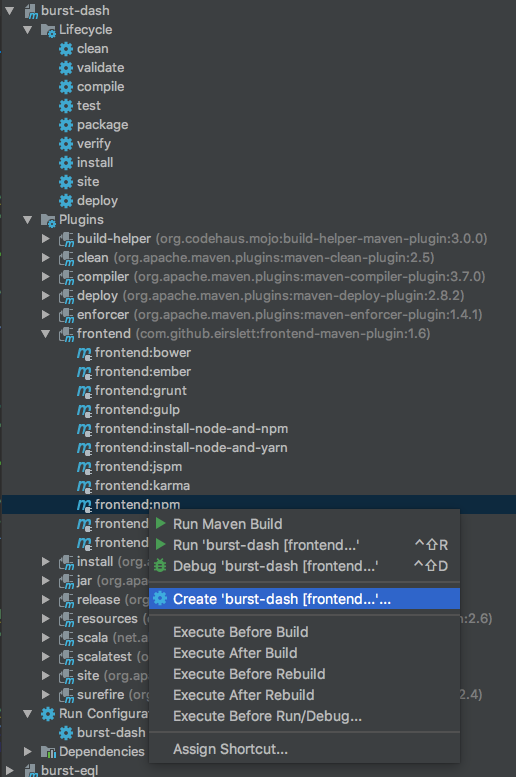 burst-dash
Lifecycle
clean
validate
compile
test
package
verify
install
site
deploy
Plugins
build-helper (org.codehaus.mojo:build-helper-maven-plugin:3.0.0)
clean (org.apache.maven.plugins:maven-clean-plugin:2.5)
compiler (org.apache.maven.plugins:maven-compiler-plugin:3.7.0)
deploy (org.apache.maven.plugins:maven-deploy-plugin:2.8.2)
enforcer (org.apache.maven.plugins:maven-enforcer-plugin:1.4.1)
frontend (com.github.eirslett:frontend-maven-plugin:1.6)
frontend:bower
frontend:ember
frontend:grunt
frontend:gulp
frontend:install-node-and-npm
frontend:install-node-and-yarn
frontend:jspm
frontend:karma
frontend:npm
frontend
frontend
install (org.a
jar (org.apa
release (org
resources (o 2.6)
scala (net.a
scalatest (o
site (org.ap
surefire (or 2.4)
Run Configura
burst-dash
Dependencies
burst-eql
Run Maven Build
Run 'burst-dash [frontend...' ^⇧R
Debug 'burst-dash [frontend...' ^⇧D
Create 'burst-dash [frontend...'...
Execute Before Build
Execute After Build
Execute Before Rebuild
Execute After Rebuild
Execute Before Run/Debug...
Assign Shortcut...